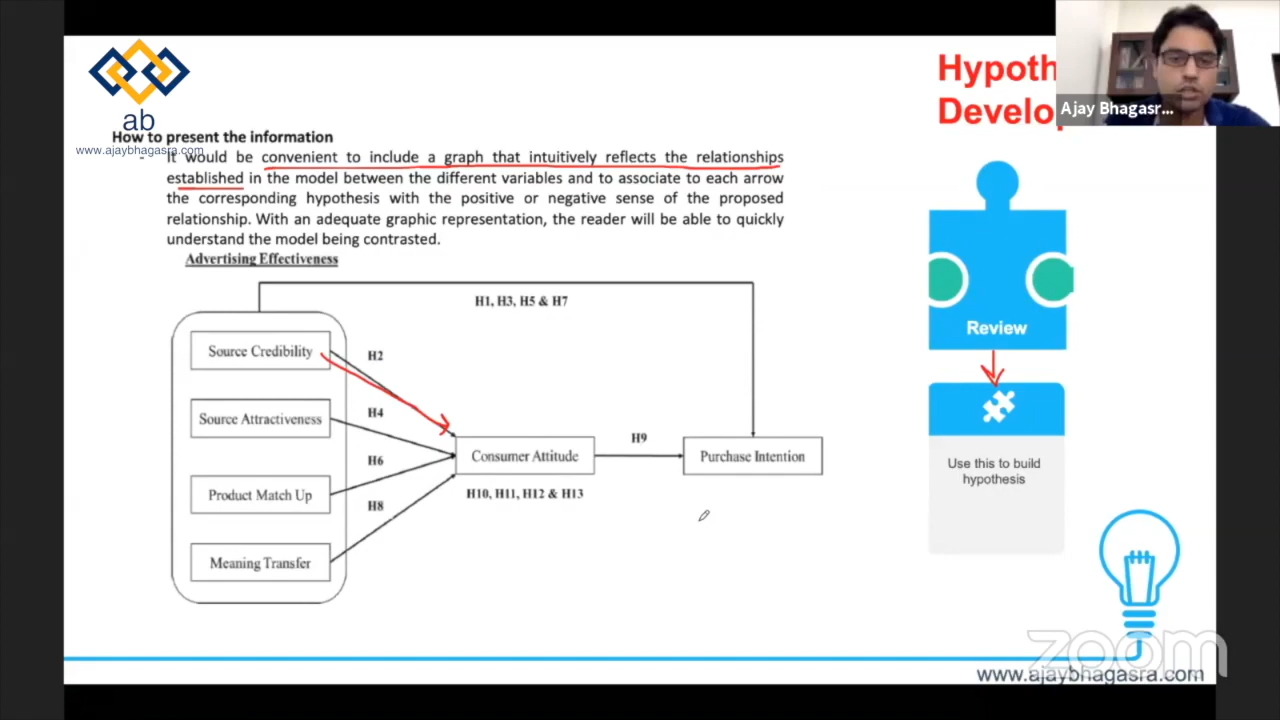 ab
www.ajaybhagasra.com
Hypoth
Develop
Ajay Bhagasr...
How to present the information
- It would be convenient to include a graph that intuitively reflects the relationships
established in the model between the different variables and to associate to each arrow
the corresponding hypothesis with the positive or negative sense of the proposed
relationship. With an adequate graphic representation, the reader will be able to quickly
understand the model being contrasted.
Advertising Effectiveness
H1, H3, H5 & H7
Source Credibility
H2
Source Attractiveness
H4
H6
Product Match Up
H8
Meaning Transfer
Consumer Attitude
H9
Purchase Intention
H10, H11, H12 & H13
Review
Use this to build
hypothesis
zoom
www.ajaybhagasra.com